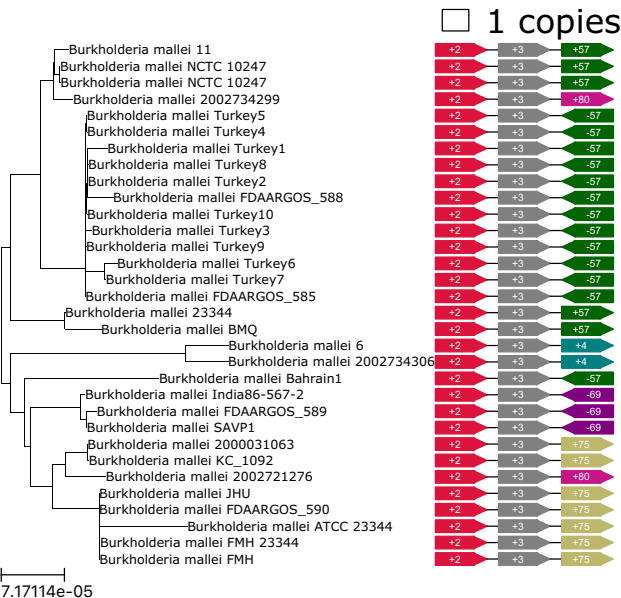 1 copies
Burkholderia mallei 11 +2 +3 +57
Burkholderia mallei NCTC 10247 +2 +3 +57
Burkholderia mallei NCTC 10247 +2 +3 +57
Burkholderia mallei 2002734299 +2 +3 +80
Burkholderia mallei Turkey5 +2 +3 -57
Burkholderia mallei Turkey4 +2 +3 -57
Burkholderia mallei Turkey1 +2 +3 -57
Burkholderia mallei Turkey8 +2 +3 -57
Burkholderia mallei Turkey2 +2 +3 -57
Burkholderia mallei FDAARGOS_588 +2 +3 -57
Burkholderia mallei Turkey10 +2 +3 -57
Burkholderia mallei Turkey3 +2 +3 -57
Burkholderia mallei Turkey9 +2 +3 -57
Burkholderia mallei Turkey6 +2 +3 -57
Burkholderia mallei Turkey7 +2 +3 -57
Burkholderia mallei FDAARGOS_585 +2 +3 -57
Burkholderia mallei 23344 +2 +3 +57
Burkholderia mallei BMQ +2 +3 +57
Burkholderia mallei 6 +2 +3 +4
Burkholderia mallei 2002734306 +2 +3 +4
Burkholderia mallei Bahrain1 +2 +3 -57
Burkholderia mallei India86-567-2 +2 +3 -69
Burkholderia mallei FDAARGOS_589 +2 +3 -69
Burkholderia mallei SAVP1 +2 +3 -69
Burkholderia mallei 2000031063 +2 +3 +75
Burkholderia mallei KC_1092 +2 +3 +75
Burkholderia mallei 2002721276 +2 +3 +80
Burkholderia mallei JHU +2 +3 +75
Burkholderia mallei FDAARGOS_590 +2 +3 +75
Burkholderia mallei ATCC 23344 +2 +3 +75
Burkholderia mallei FMH 23344 +2 +3 +75
Burkholderia mallei FMH +2 +3 +75
7.17114e-05